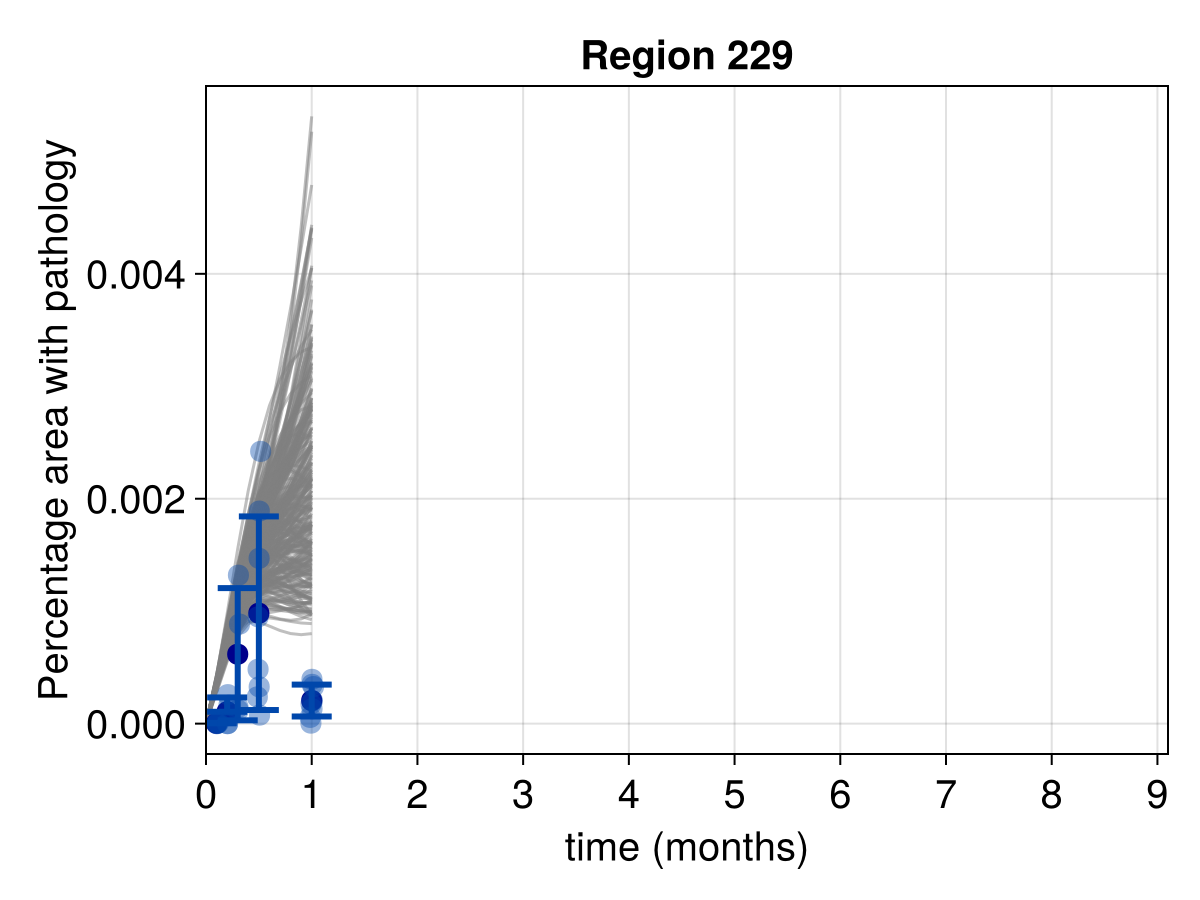 Region 229
Percentage area with pathology
0.004
0.002
0.000
0 1 2 3 4 5 6 7 8 9
time (months)